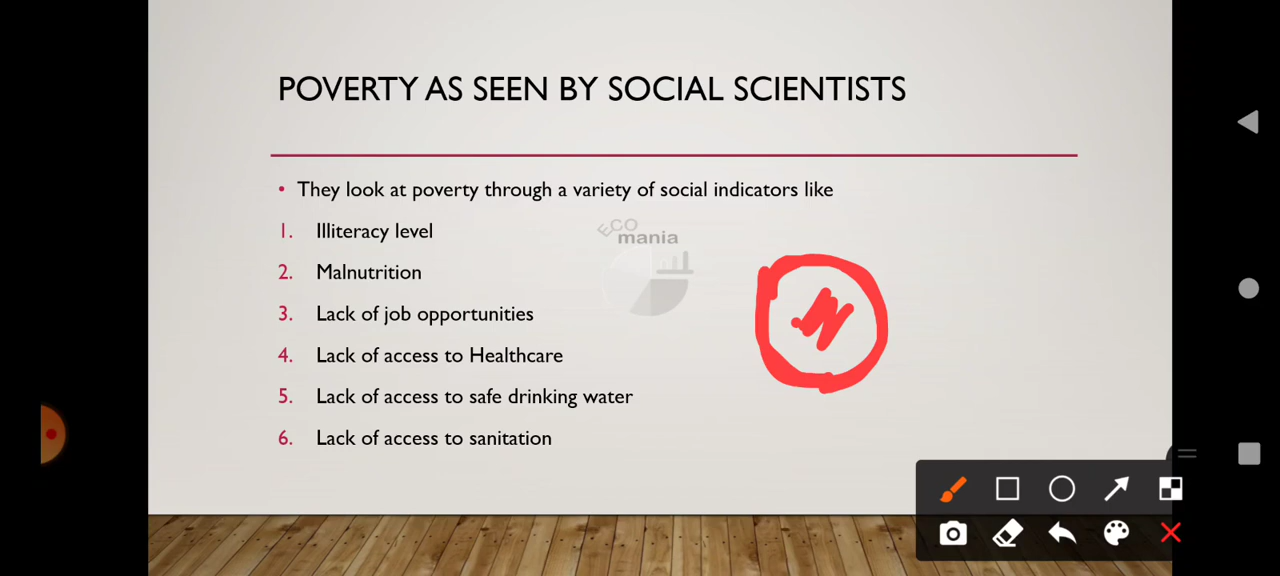 POVERTY AS SEEN BY SOCIAL SCIENTISTS
• They look at poverty through a variety of social indicators like
ECO
mania
1. Illiteracy level
2. Malnutrition
3. Lack of job opportunities
4. Lack of access to Healthcare
5. Lack of access to safe drinking water
6. Lack of access to sanitation